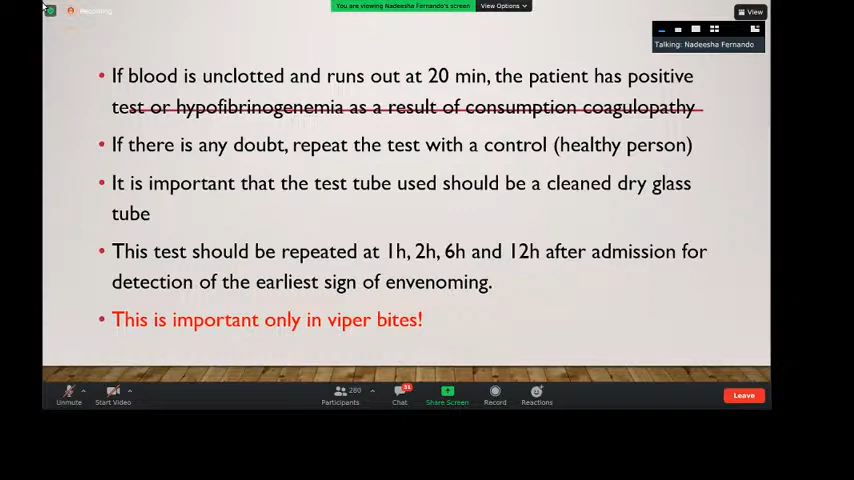 Recording
You are viewing Nadeesha Fernando's screen
View Options
View
Talking: Nadeesha Fernando
• If blood is unclotted and runs out at 20 min, the patient has positive
test or hypofibrinogenemia as a result of consumption coagulopathy
• If there is any doubt, repeat the test with a control (healthy person)
• It is important that the test tube used should be a cleaned dry glass
tube
• This test should be repeated at 1h, 2h, 6h and 12h after admission for
detection of the earliest sign of envenoming.
• This is important only in viper bites!
280
31
Unmute
Start Video
Participants
Chat
Share Screen
Record
Reactions
Leave